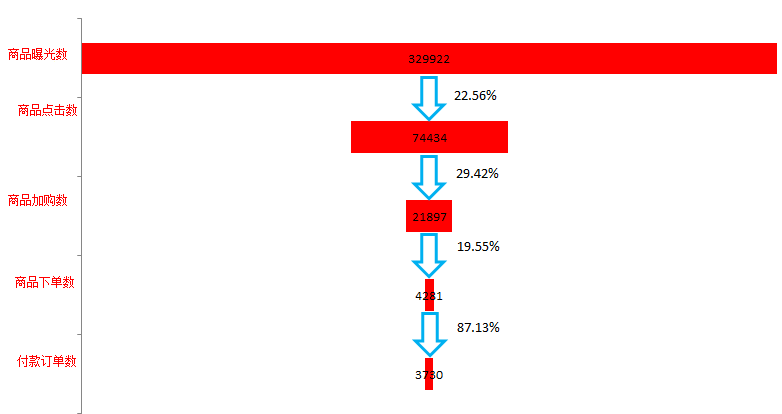 商品曝光数
329922
22.56%
商品点击数
74434
29.42%
商品加购数
21897
19.55%
商品下单数
4281
87.13%
付款订单数
3730